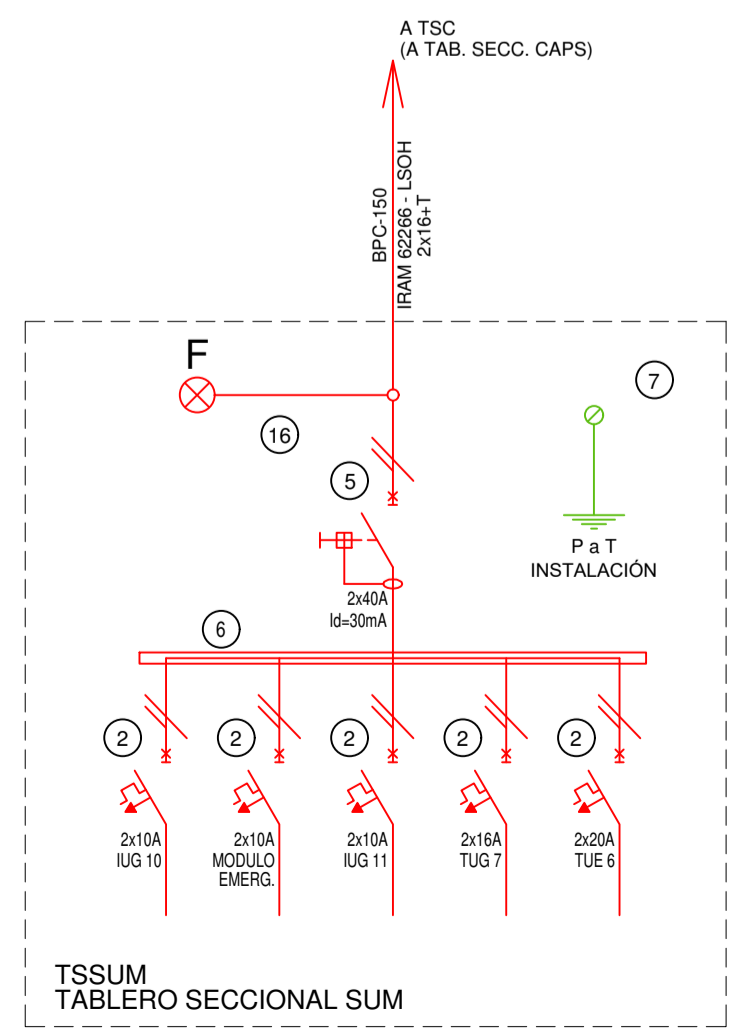 A TSC
(A TAB. SECC. CAPS)
BPC-150
IRAM 62266 - LSOH
2x16+T
F
7
16
5
P a T
INSTALACIÓN
2x40A
Id=30mA
6
2
2
2
2
2
2x10A
IUG 10
2x10A
MODULO
EMERG.
2x10A
IUG 11
2x16A
TUG 7
2x20A
TUE 6
TSSUM
TABLERO SECCIONAL SUM